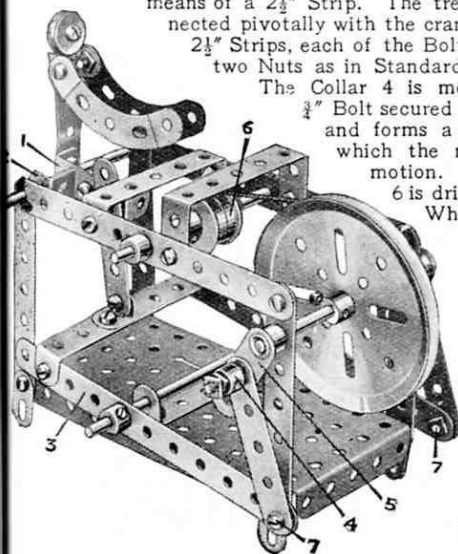 means of a 2½" Strip. The tre
nected pivotally with the cran
2½" Strips, each of the Bolt
two Nuts as in Standard
The Collar 4 is mo
¾" Bolt secured
and forms a
which the r
motion.
6 is dri
Wh
1
6
3
4
5
7
7